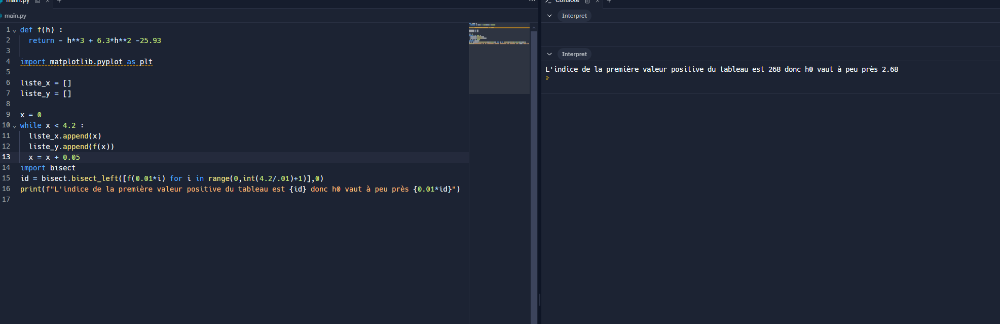 main.py
main.py
1 def f(h) :
2 return - h**3 + 6.3*h**2 -25.93
3
4 import matplotlib.pyplot as plt
5
6 liste_x = []
7 liste_y = []
8
9 x = 0
10 while x < 4.2 :
11 liste_x.append(x)
12 liste_y.append(f(x))
13 x = x + 0.05
14 import bisect
15 id = bisect.bisect_left([f(0.01*i) for i in range(0,int(4.2/.01)+1)],0)
16 print(f"L'indice de la première valeur positive du tableau est {id} donc h0 vaut à peu près {0.01*id}")
17
Console
Interpret
Interpret
L'indice de la première valeur positive du tableau est 268 donc h0 vaut à peu près 2.68